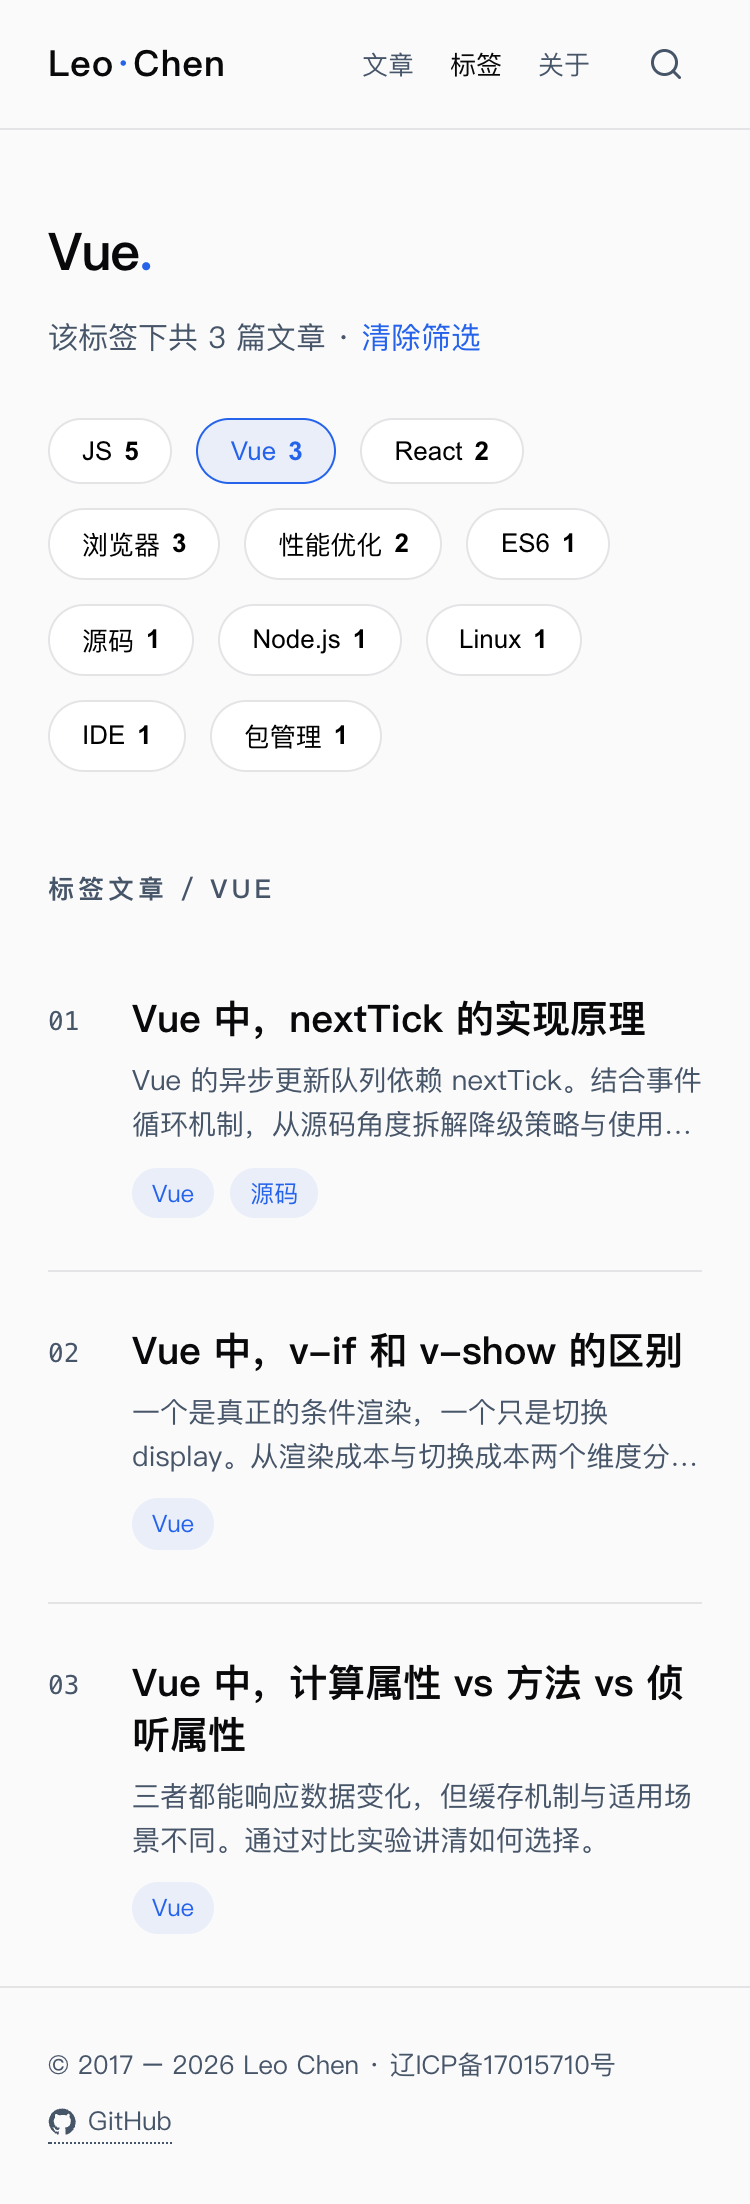 Leo·Chen 文章 标签 关于
Vue.
该标签下共 3 篇文章 · 清除筛选
JS 5 Vue 3 React 2
浏览器 3 性能优化 2 ES6 1
源码 1 Node.js 1 Linux 1
IDE 1 包管理 1
标签文章 / VUE
01 Vue 中，nextTick 的实现原理
Vue 的异步更新队列依赖 nextTick。结合事件
循环机制，从源码角度拆解降级策略与使用…
Vue 源码
02 Vue 中，v-if 和 v-show 的区别
一个是真正的条件渲染，一个只是切换
display。从渲染成本与切换成本两个维度分…
Vue
03 Vue 中，计算属性 vs 方法 vs 侦
听属性
三者都能响应数据变化，但缓存机制与适用场
景不同。通过对比实验讲清如何选择。
Vue
© 2017 — 2026 Leo Chen · 辽ICP备17015710号
GitHub